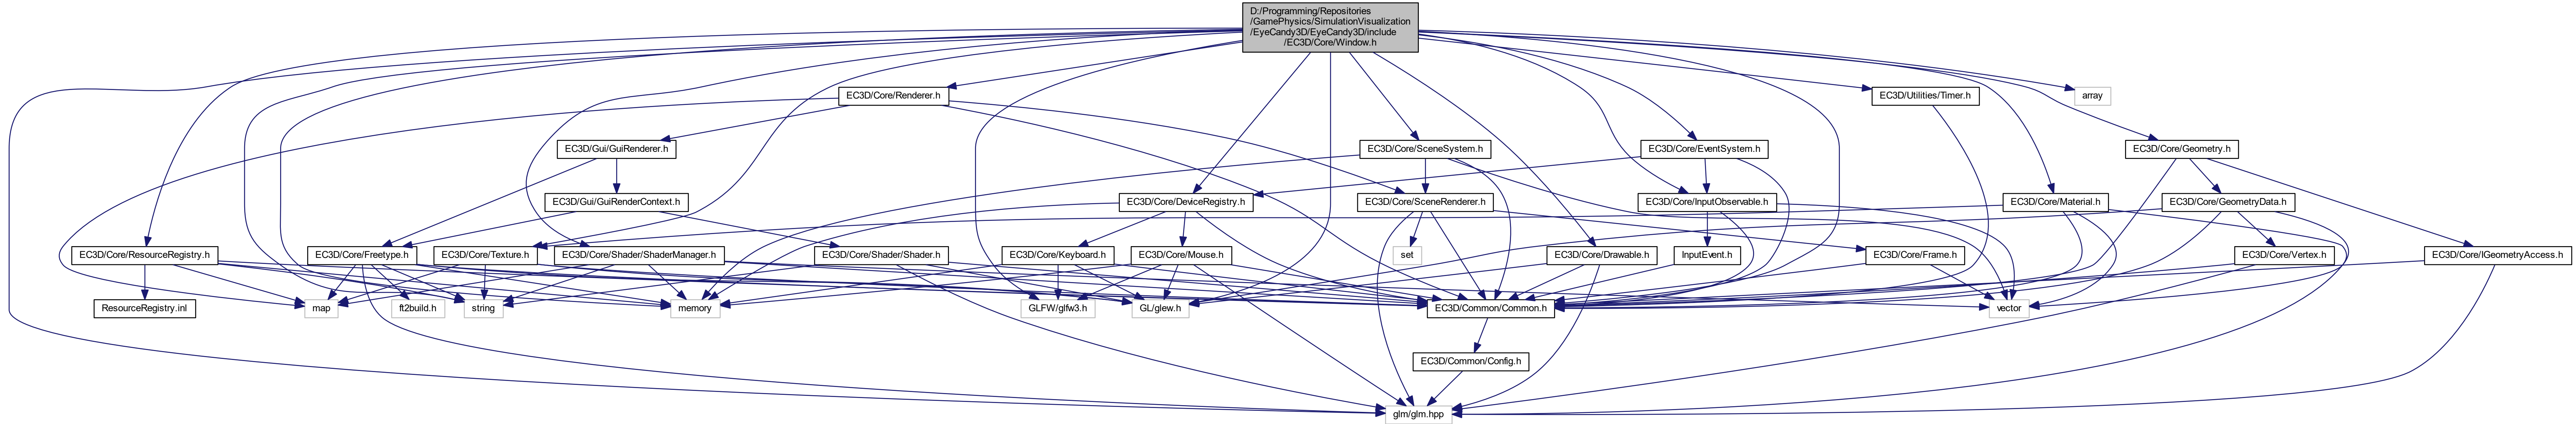 D:/Programming/Repositories
/GamePhysics/SimulationVisualization
/EyeCandy3D/EyeCandy3D/include
/EC3D/Core/Window.h
EC3D/Core/Renderer.h
EC3D/Utilities/Timer.h
array
EC3D/Gui/GuiRenderer.h
EC3D/Core/SceneSystem.h
EC3D/Core/EventSystem.h
EC3D/Core/Geometry.h
EC3D/Gui/GuiRenderContext.h
EC3D/Core/DeviceRegistry.h
EC3D/Core/SceneRenderer.h
EC3D/Core/InputObservable.h
EC3D/Core/Material.h
EC3D/Core/GeometryData.h
EC3D/Core/ResourceRegistry.h
EC3D/Core/Freetype.h
EC3D/Core/Texture.h
EC3D/Core/Shader/ShaderManager.h
EC3D/Core/Shader/Shader.h
EC3D/Core/Keyboard.h
EC3D/Core/Mouse.h
set
EC3D/Core/Drawable.h
InputEvent.h
EC3D/Core/Frame.h
EC3D/Core/Vertex.h
EC3D/Core/IGeometryAccess.h
ResourceRegistry.inl
map
ft2build.h
string
memory
GLFW/glfw3.h
GL/glew.h
EC3D/Common/Common.h
vector
EC3D/Common/Config.h
glm/glm.hpp